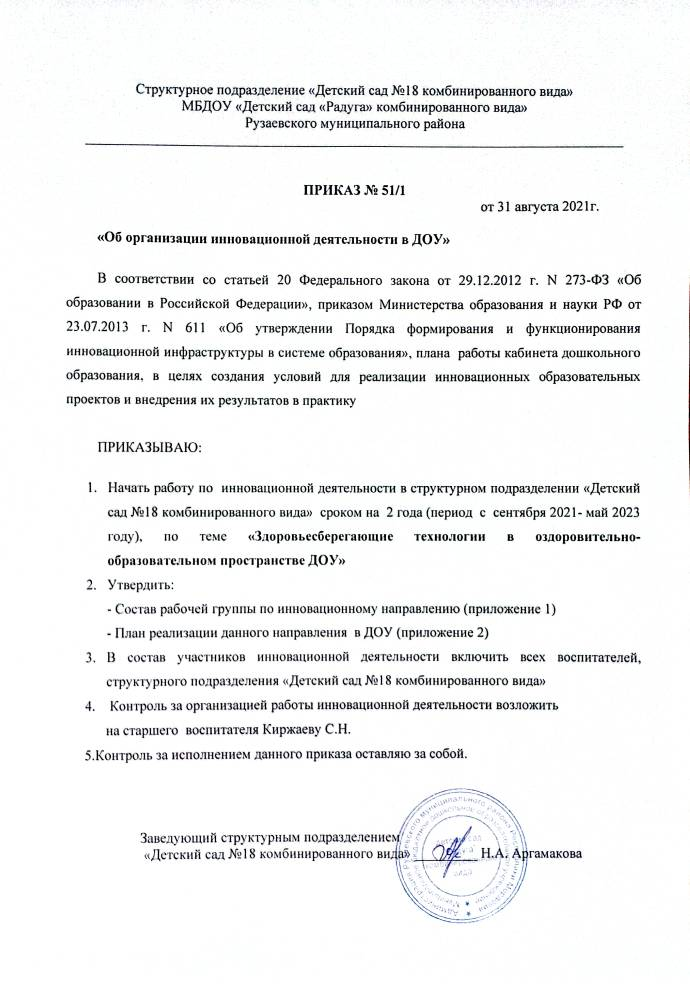 Структурное подразделение «Детский сад №18 комбинированного вида»
МБДОУ «Детский сад «Радуга» комбинированного вида»
Рузаевского муниципального района
ПРИКАЗ № 51/1
от 31 августа 2021г.
«Об организации инновационной деятельности в ДОУ»
В соответствии со статьей 20 Федерального закона от 29.12.2012 г. N 273-ФЗ «Об
образовании в Российской Федерации», приказом Министерства образования и науки РФ от
23.07.2013 г. N 611 «Об утверждении Порядка формирования и функционирования
инновационной инфраструктуры в системе образования», плана работы кабинета дошкольного
образования, в целях создания условий для реализации инновационных образовательных
проектов и внедрения их результатов в практику
ПРИКАЗЫВАЮ:
1. Начать работу по инновационной деятельности в структурном подразделении «Детский
сад №18 комбинированного вида» сроком на 2 года (период с сентября 2021- май 2023
году), по теме «Здоровьесберегающие технологии в оздоровительно-
образовательном пространстве ДОУ»
2. Утвердить:
- Состав рабочей группы по инновационному направлению (приложение 1)
- План реализации данного направления в ДОУ (приложение 2)
3. В состав участников инновационной деятельности включить всех воспитателей,
структурного подразделения «Детский сад №18 комбинированного вида»
4. Контроль за организацией работы инновационной деятельности возложить
на старшего воспитателя Киржаеву С.Н.
5.Контроль за исполнением данного приказа оставляю за собой.
Заведующий структурным подразделением
«Детский сад №18 комбинированного вида» __________ Н.А. Аргамакова